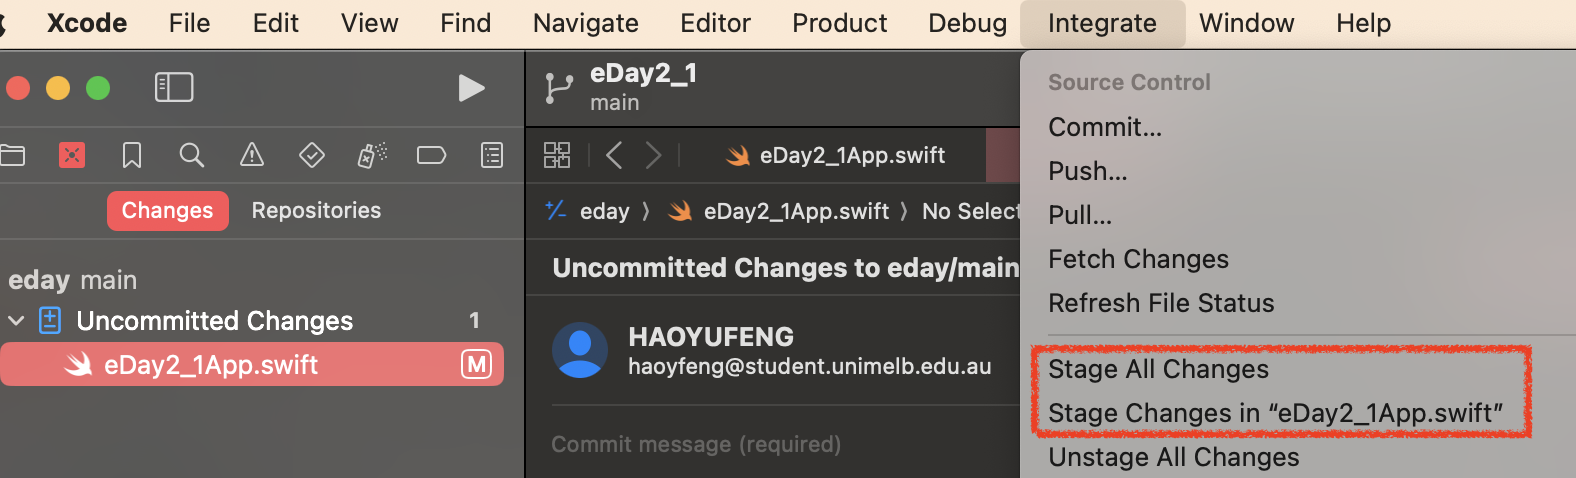 Xcode File Edit View Find Navigate Editor Product Debug Integrate Window Help
eDay2_1
main
eDay2_1App.swift
Changes Repositories
eday 〉 eDay2_1App.swift 〉 No Select
eday main
Uncommitted Changes 1
eDay2_1App.swift M
Uncommitted Changes to eday/main
HAOYUFENG
haoyfeng@student.unimelb.edu.au
Commit message (required)
Source Control
Commit...
Push...
Pull...
Fetch Changes
Refresh File Status
Stage All Changes
Stage Changes in “eDay2_1App.swift”
Unstage All Changes